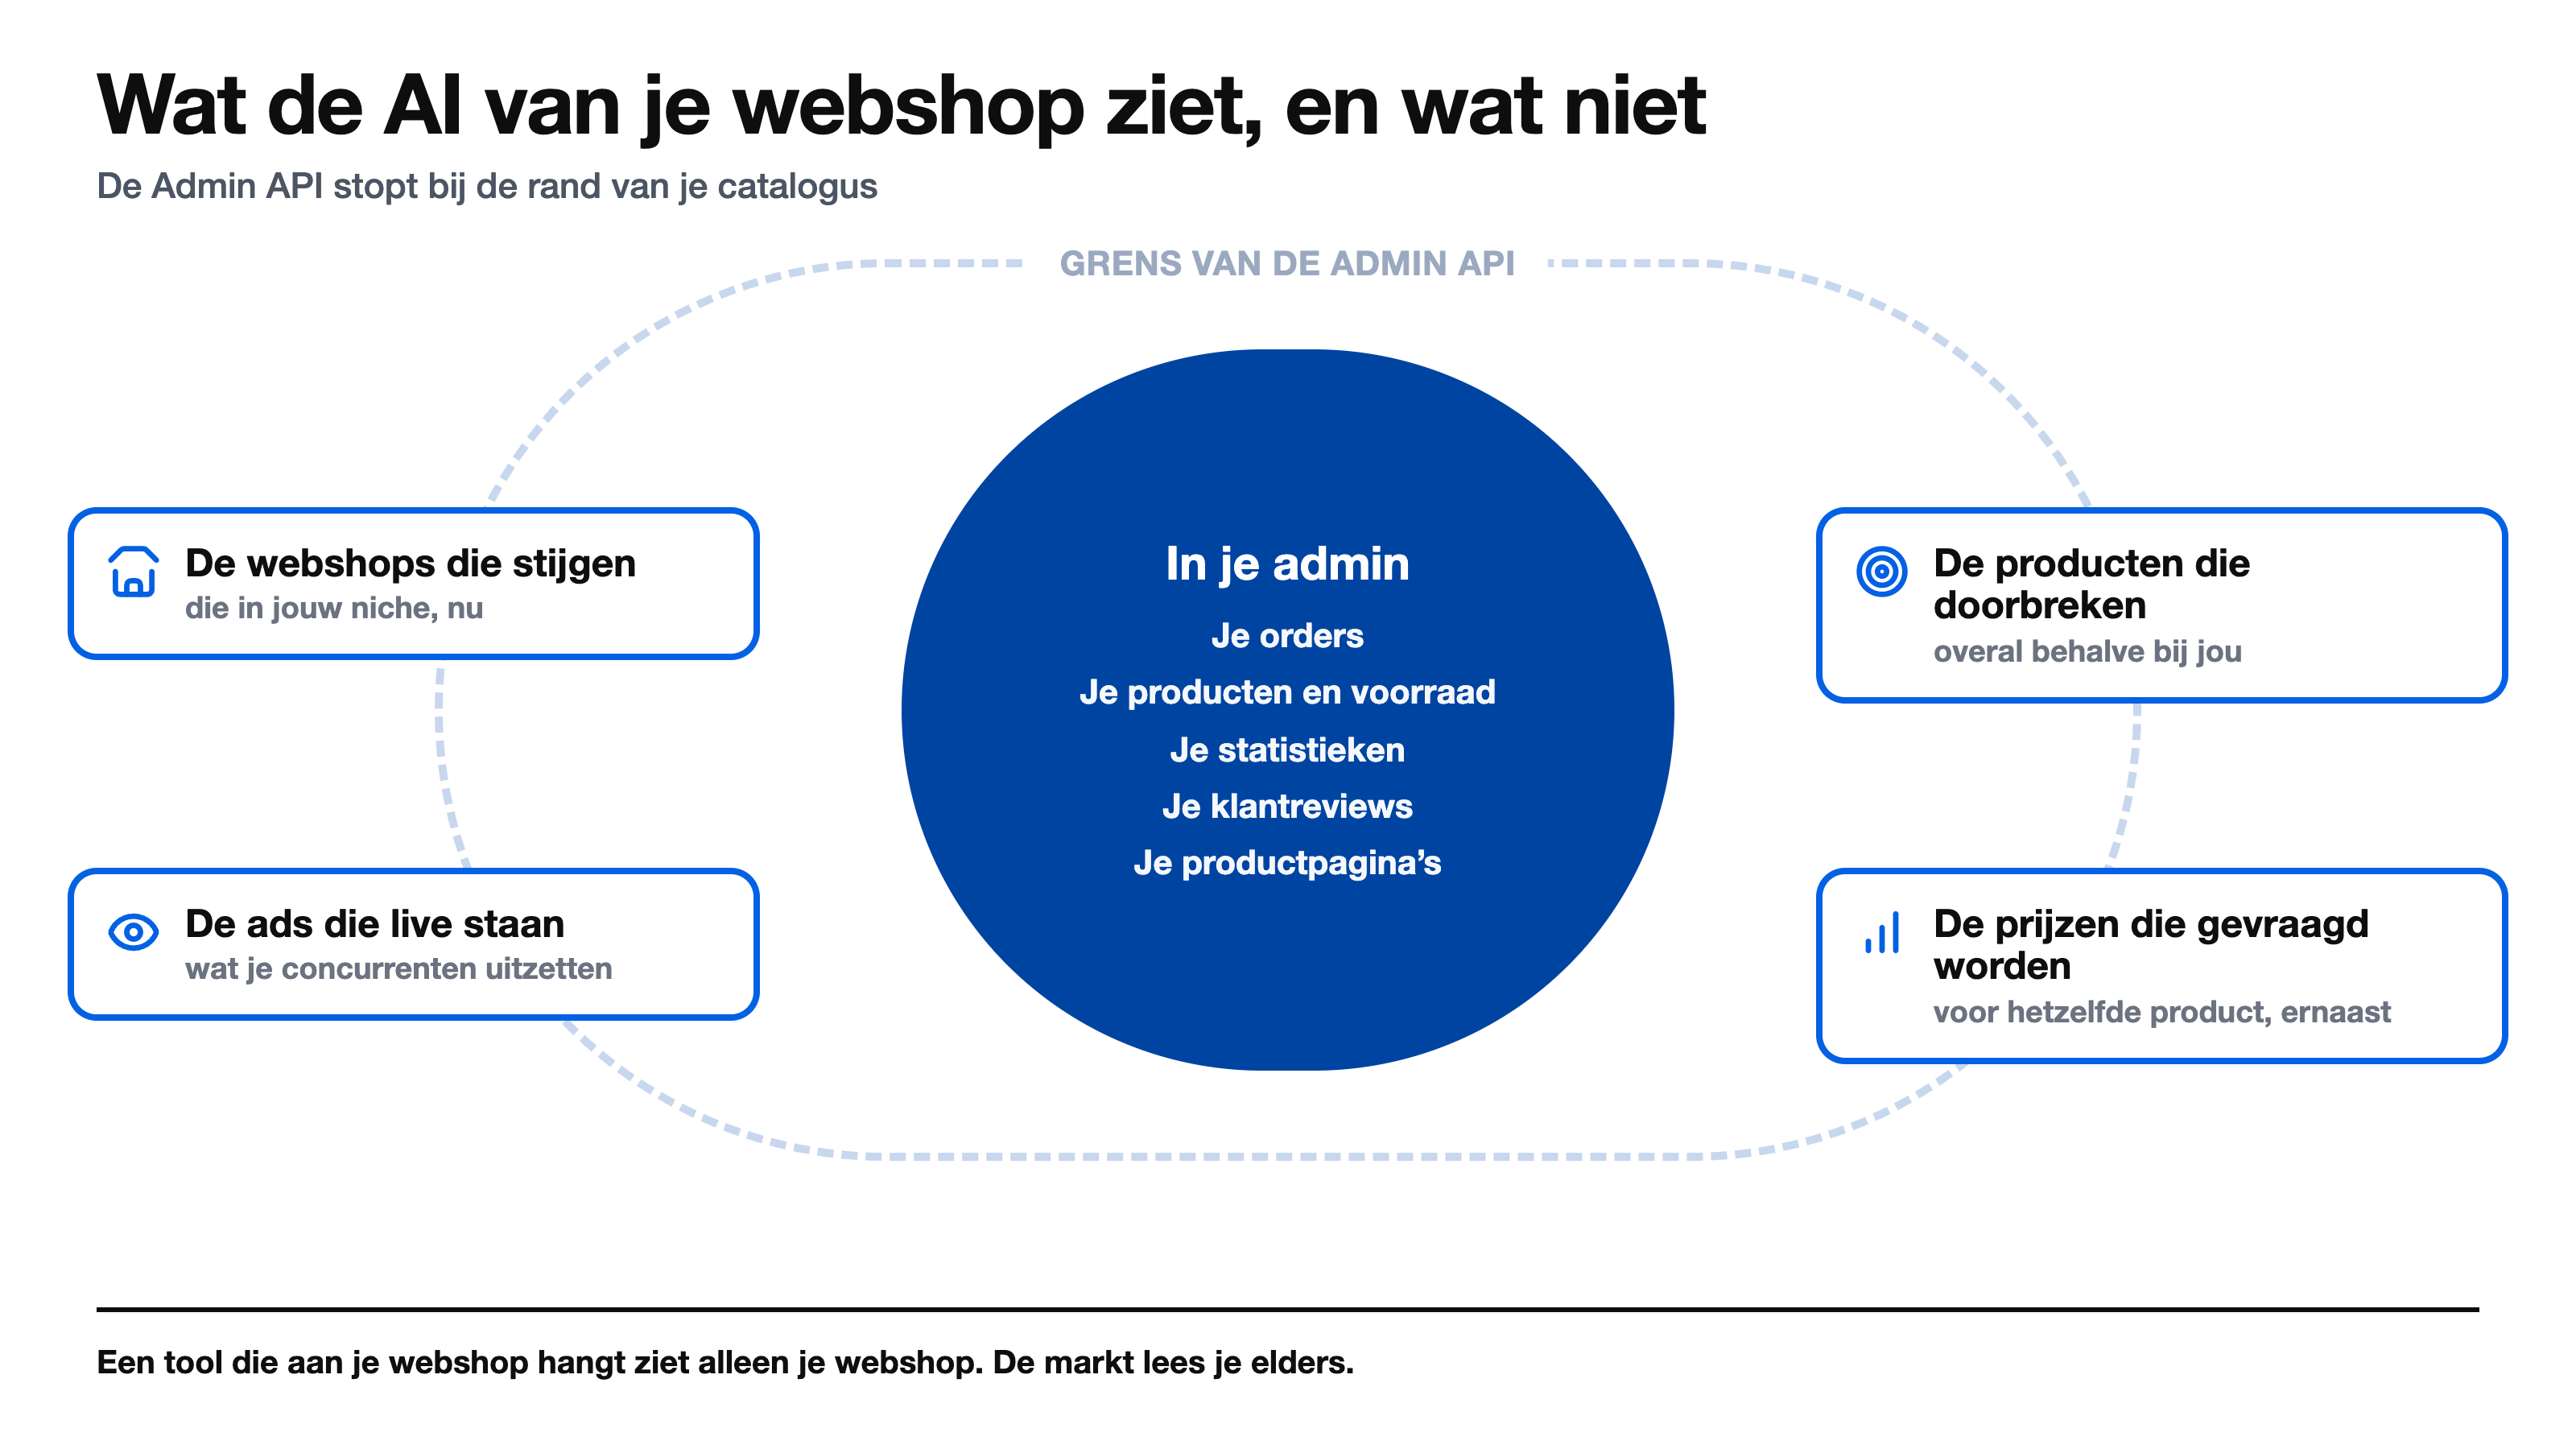 Wat de AI van je webshop ziet, en wat niet
De Admin API stopt bij de rand van je catalogus
GRENS VAN DE ADMIN API
De webshops die stijgen
die in jouw niche, nu
De ads die live staan
wat je concurrenten uitzetten
In je admin
Je orders
Je producten en voorraad
Je statistieken
Je klantreviews
Je productpagina’s
De producten die
doorbreken
overal behalve bij jou
De prijzen die gevraagd
worden
voor hetzelfde product, ernaast
Een tool die aan je webshop hangt ziet alleen je webshop. De markt lees je elders.